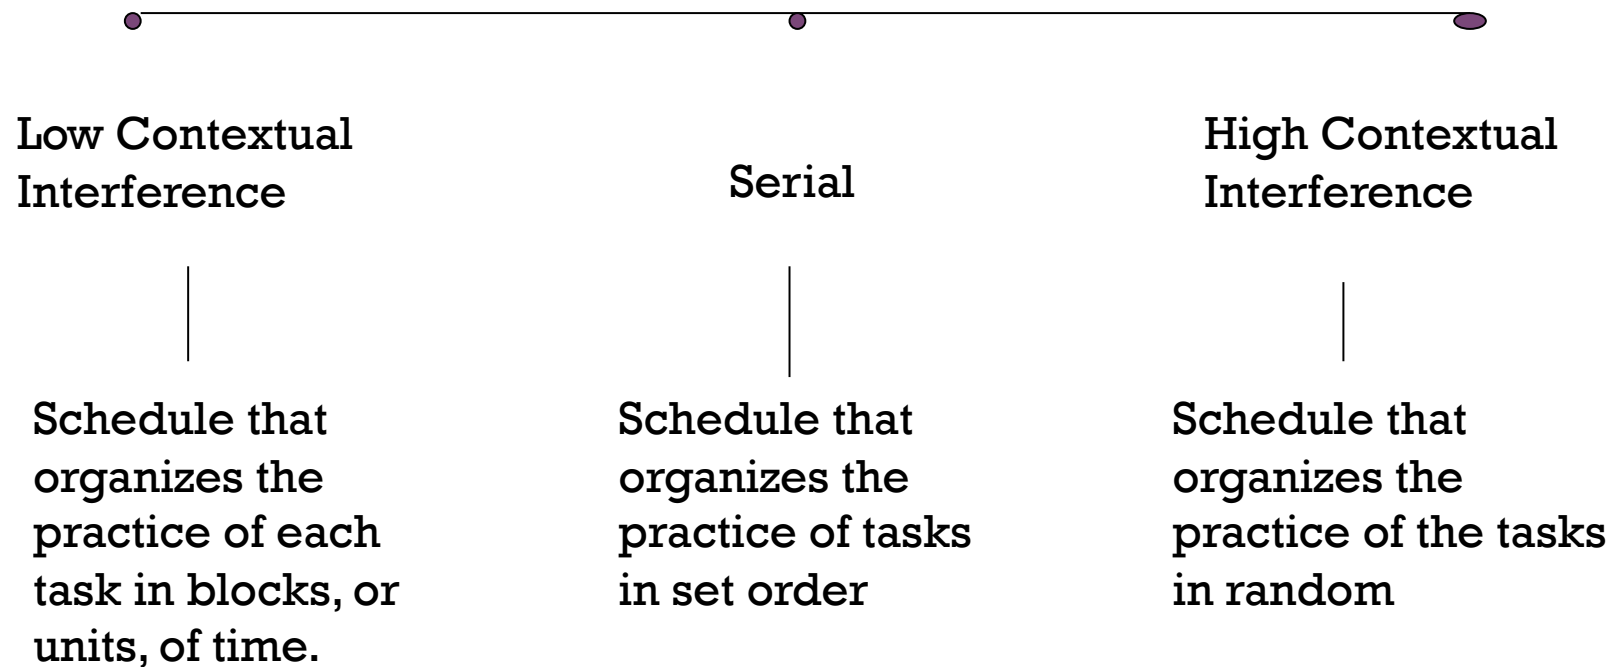 Low Contextual
Interference
Serial
High Contextual
Interference
Schedule that
organizes the
practice of each
task in blocks, or
units, of time.
Schedule that
organizes the
practice of tasks
in set order
Schedule that
organizes the
practice of the tasks
in random